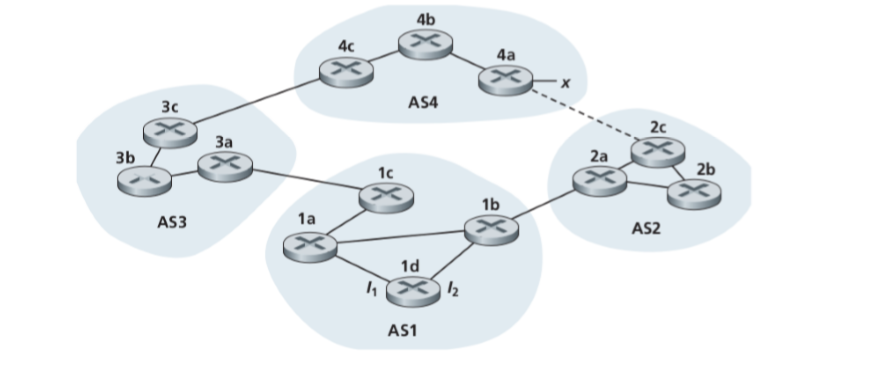 4b
4c
4a
x
AS4
3c
3a
3b
AS3
2c
2a
2b
AS2
1c
1b
1a
1d
I1
I2
AS1